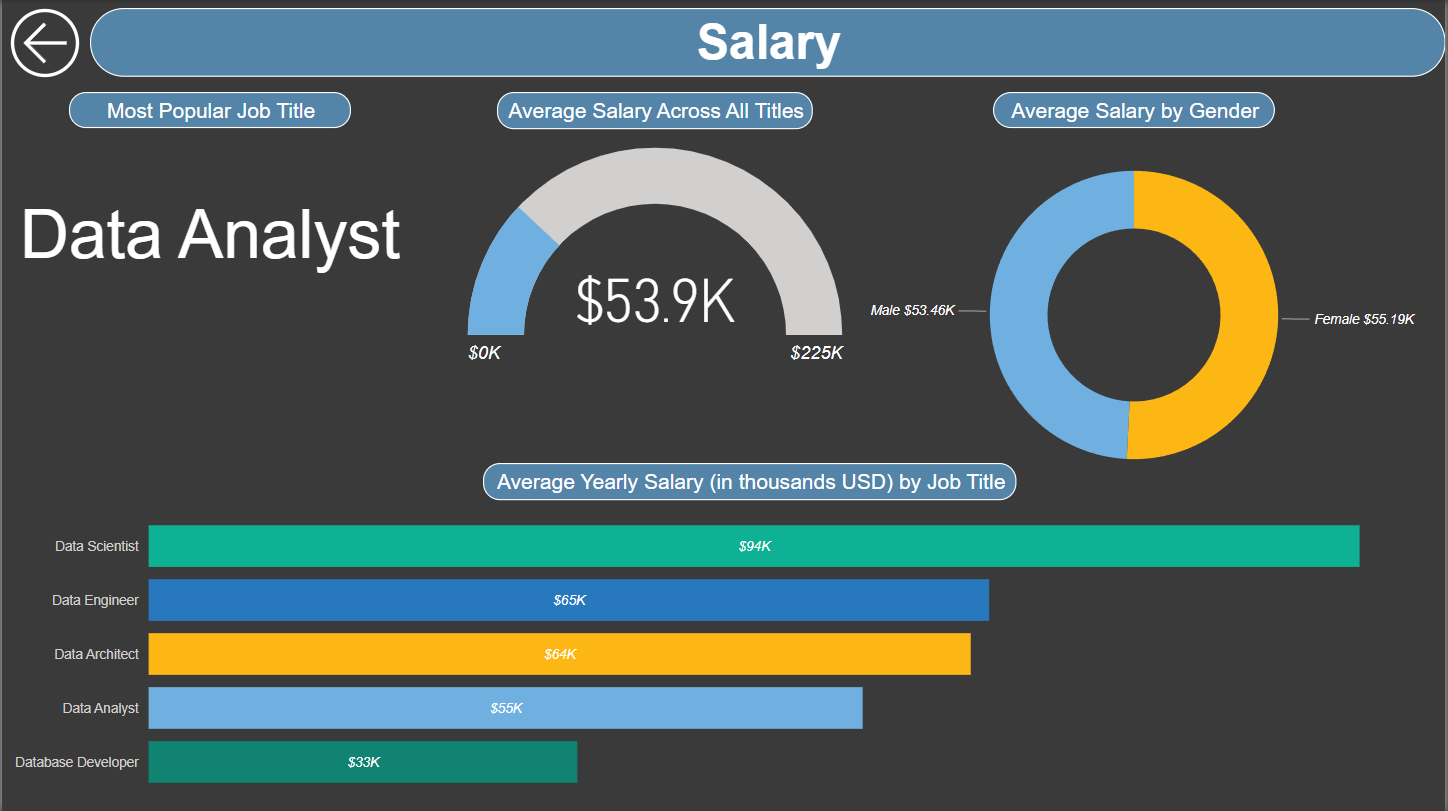 Salary
Most Popular Job Title
Data Analyst
Average Salary Across All Titles
$53.9K
$0K
$225K
Average Salary by Gender
Male $53.46K
Female $55.19K
Average Yearly Salary (in thousands USD) by Job Title
Data Scientist
$94K
Data Engineer
$65K
Data Architect
$64K
Data Analyst
$55K
Database Developer
$33K